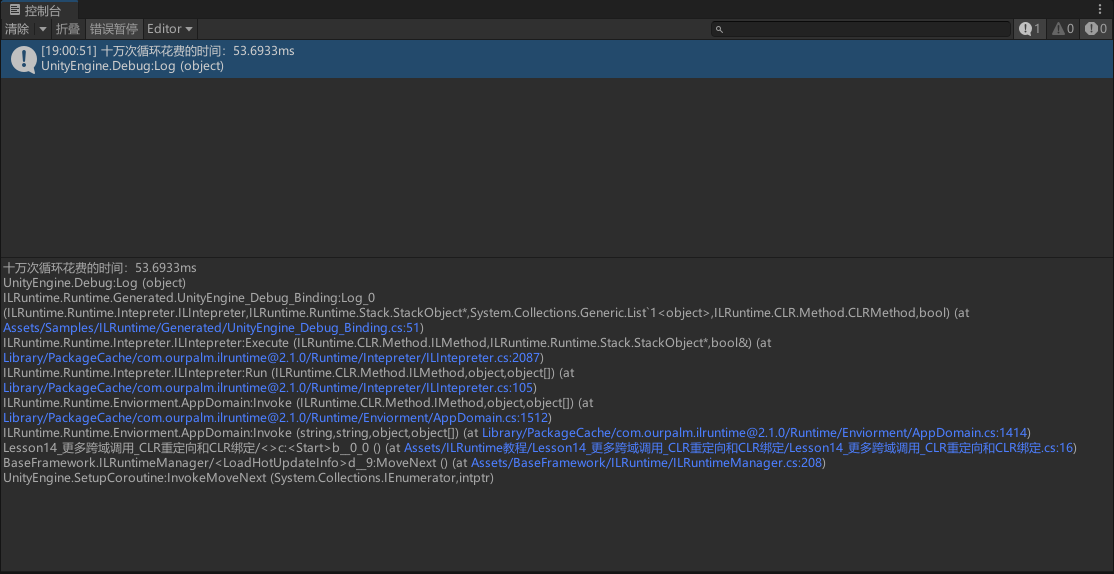 控制台
清除 折叠 错误暂停 Editor 1 0 0
[19:00:51] 十万次循环花费的时间：53.6933ms
UnityEngine.Debug:Log (object)
十万次循环花费的时间：53.6933ms
UnityEngine.Debug:Log (object)
ILRuntime.Runtime.Generated.UnityEngine_Debug_Binding:Log_0
(ILRuntime.Runtime.Intepreter.ILIntepreter,ILRuntime.Runtime.Stack.StackObject*,System.Collections.Generic.List`1<object>,ILRuntime.CLR.Method.CLRMethod,bool) (at
Assets/Samples/ILRuntime/Generated/UnityEngine_Debug_Binding.cs:51)
ILRuntime.Runtime.Intepreter.ILIntepreter:Execute (ILRuntime.CLR.Method.ILMethod,ILRuntime.Runtime.Stack.StackObject*,bool&) (at
Library/PackageCache/com.ourpalm.ilruntime@2.1.0/Runtime/Intepreter/ILIntepreter.cs:2087)
ILRuntime.Runtime.Intepreter.ILIntepreter:Run (ILRuntime.CLR.Method.ILMethod,object,object[]) (at
Library/PackageCache/com.ourpalm.ilruntime@2.1.0/Runtime/Intepreter/ILIntepreter.cs:105)
ILRuntime.Runtime.Enviorment.AppDomain:Invoke (ILRuntime.CLR.Method.IMethod,object,object[]) (at
Library/PackageCache/com.ourpalm.ilruntime@2.1.0/Runtime/Enviorment/AppDomain.cs:1512)
ILRuntime.Runtime.Enviorment.AppDomain:Invoke (string,string,object,object[]) (at Library/PackageCache/com.ourpalm.ilruntime@2.1.0/Runtime/Enviorment/AppDomain.cs:1414)
Lesson14_更多跨域调用_CLR重定向和CLR绑定/<>c:<Start>b__0_0 () (at Assets/ILRuntime教程/Lesson14_更多跨域调用_CLR重定向和CLR绑定/Lesson14_更多跨域调用_CLR重定向和CLR绑定.cs:16)
BaseFramework.ILRuntimeManager/<LoadHotUpdateInfo>d__9:MoveNext () (at Assets/BaseFramework/ILRuntime/ILRuntimeManager.cs:208)
UnityEngine.SetupCoroutine:InvokeMoveNext (System.Collections.IEnumerator,intptr)